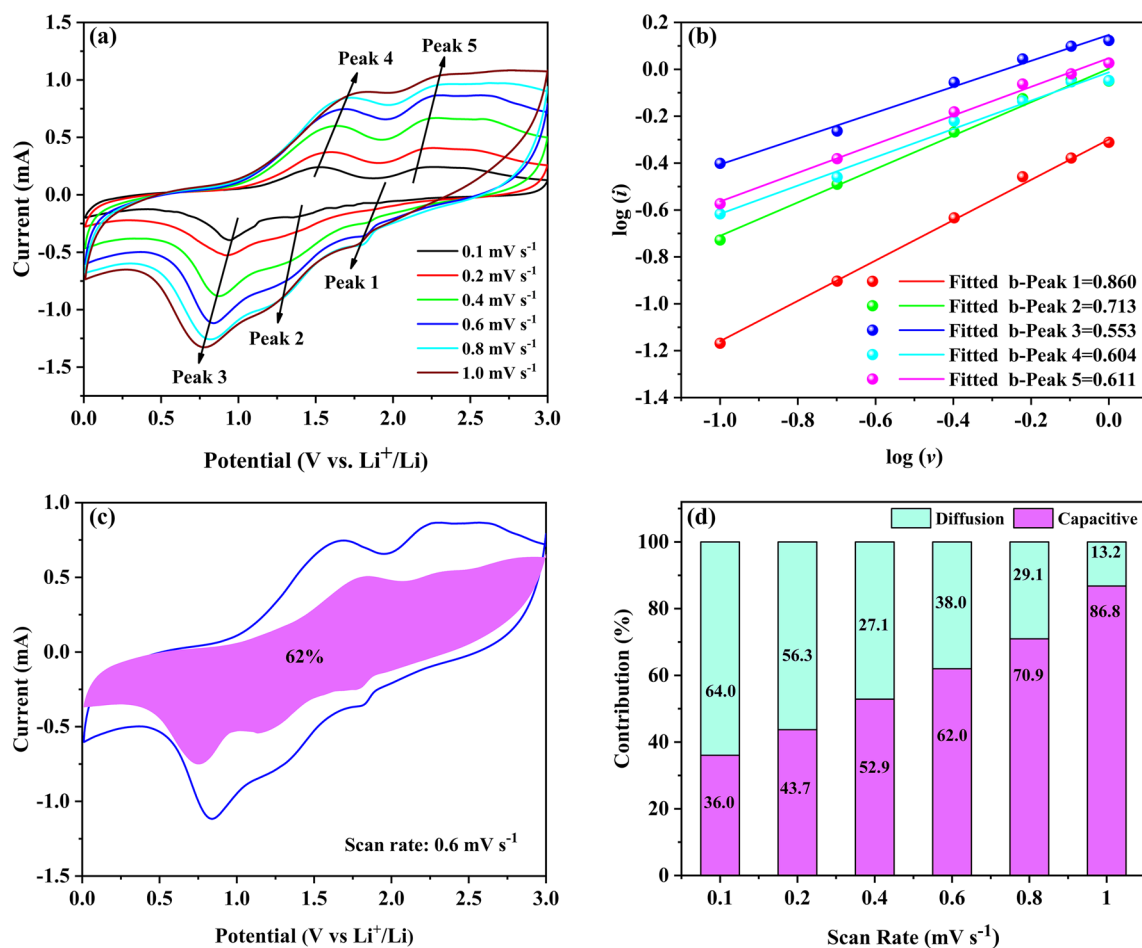 (a)
Peak 4
Peak 5
Peak 1
Peak 2
Peak 3
0.1 mV s⁻¹
0.2 mV s⁻¹
0.4 mV s⁻¹
0.6 mV s⁻¹
0.8 mV s⁻¹
1.0 mV s⁻¹
1.5
1.0
0.5
0.0
-0.5
-1.0
-1.5
Current (mA)
0.0 0.5 1.0 1.5 2.0 2.5 3.0
Potential (V vs. Li⁺/Li)
(b)
0.2
0.0
-0.2
-0.4
-0.6
-0.8
-1.0
-1.2
-1.4
log (i)
Fitted b-Peak 1=0.860
Fitted b-Peak 2=0.713
Fitted b-Peak 3=0.553
Fitted b-Peak 4=0.604
Fitted b-Peak 5=0.611
-1.0 -0.8 -0.6 -0.4 -0.2 0.0
log (v)
(c)
1.0
0.5
0.0
-0.5
-1.0
-1.5
Current (mA)
62%
Scan rate: 0.6 mV s⁻¹
0.0 0.5 1.0 1.5 2.0 2.5 3.0
Potential (V vs Li⁺/Li)
(d)
Diffusion Capacitive
100
80
60
40
20
0
Contribution (%)
64.0 56.3 27.1 38.0 29.1 13.2
36.0 43.7 52.9 62.0 70.9 86.8
0.1 0.2 0.4 0.6 0.8 1
Scan Rate (mV s⁻¹)